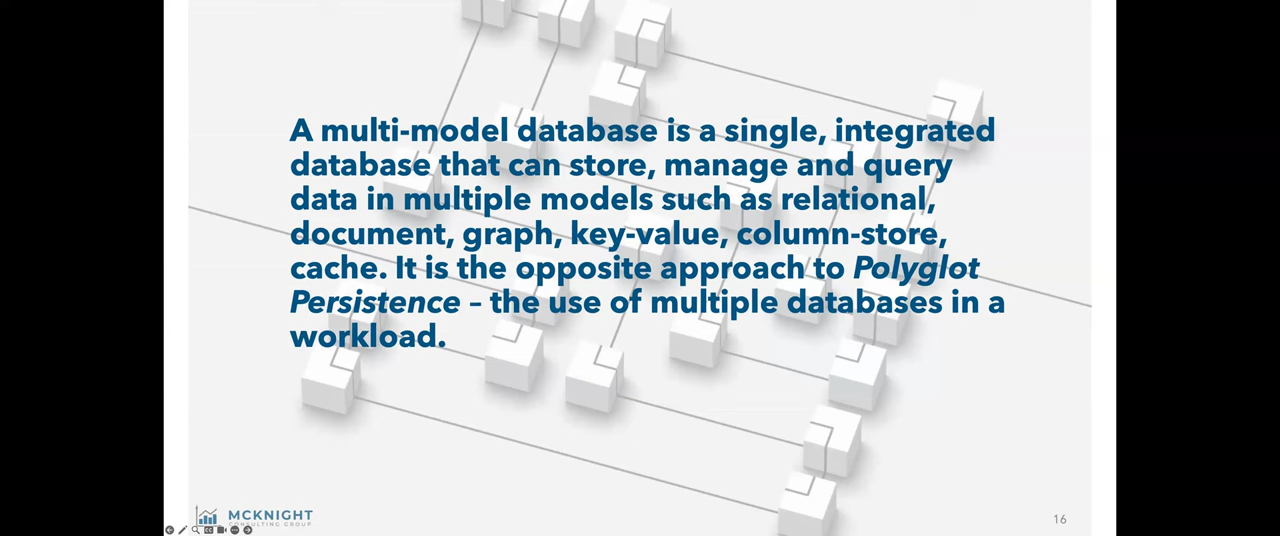 A multi-model database is a single, integrated
database that can store, manage and query
data in multiple models such as relational,
document, graph, key-value, column-store,
cache. It is the opposite approach to Polyglot
Persistence – the use of multiple databases in a
workload.
MCKNIGHT
CONSULTING GROUP
16